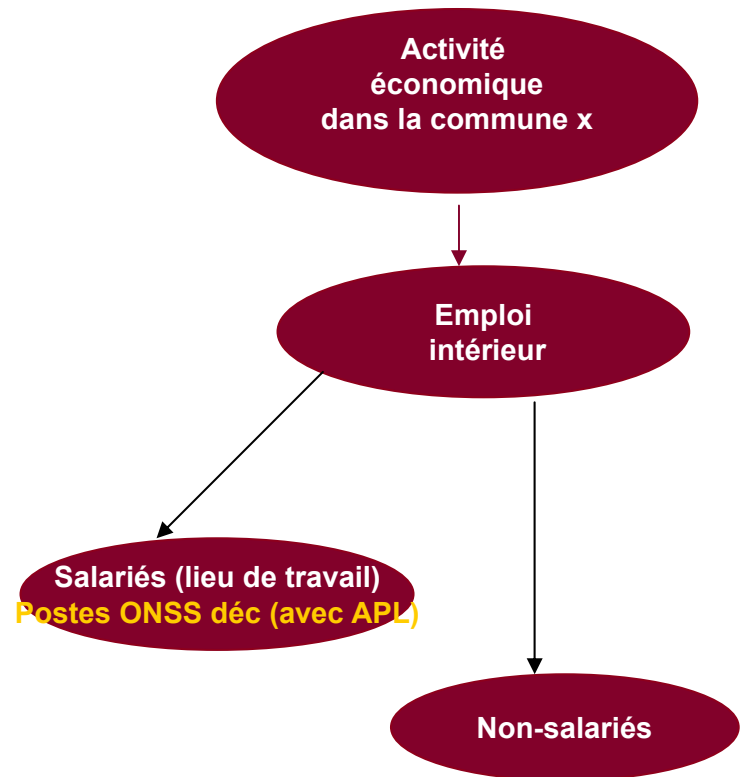 Activité
économique
dans la commune x
Emploi
intérieur
Salariés (lieu de travail)
Postes ONSS déc (avec APL)
Non-salariés